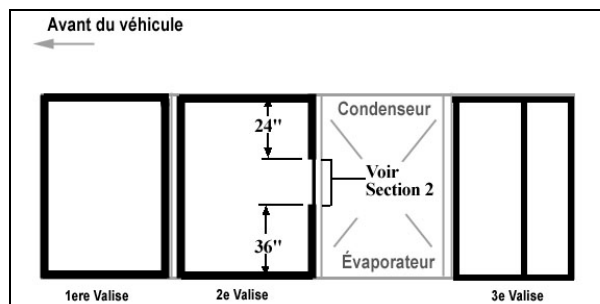 Avant du véhicule
Condenseur
24"
Voir
Section 2
36"
Évaporateur
1ere Valise
2e Valise
3e Valise